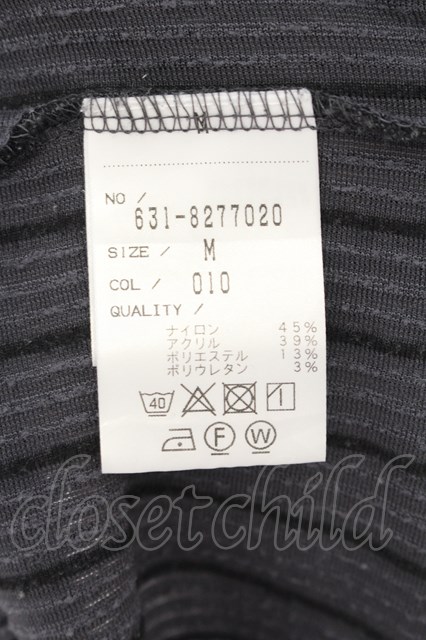 M
NO / 631-8277020
SIZE / M
COL / 010
QUALITY /
ナイロン 45%
アクリル 39%
ポリエステル 13%
ポリウレタン 3%
40
F W
closet child